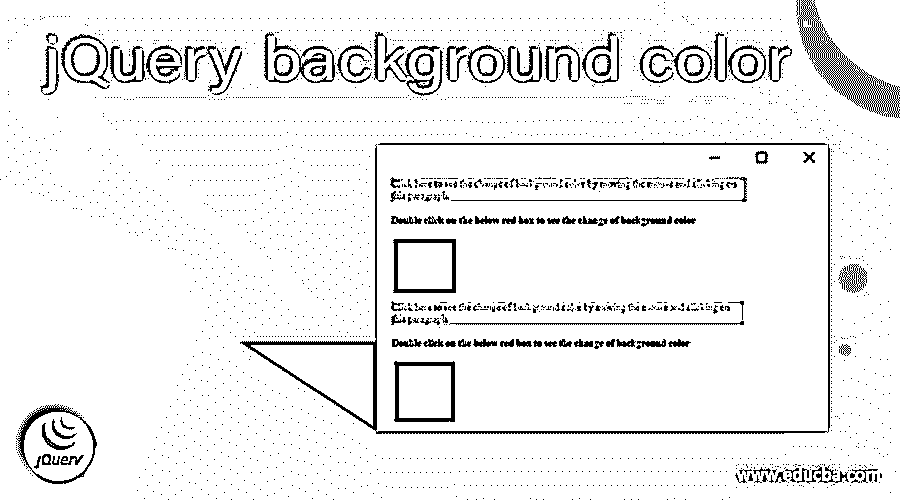 jQuery background color
Click here to see the changes of background color by moving the mouse and clicking on
this paragraph.
Double click on the below red box to see the change of background color
Click here to see the changes of background color by moving the mouse and clicking on
this paragraph.
Double click on the below red box to see the change of background color
jQuery
www.educba.com